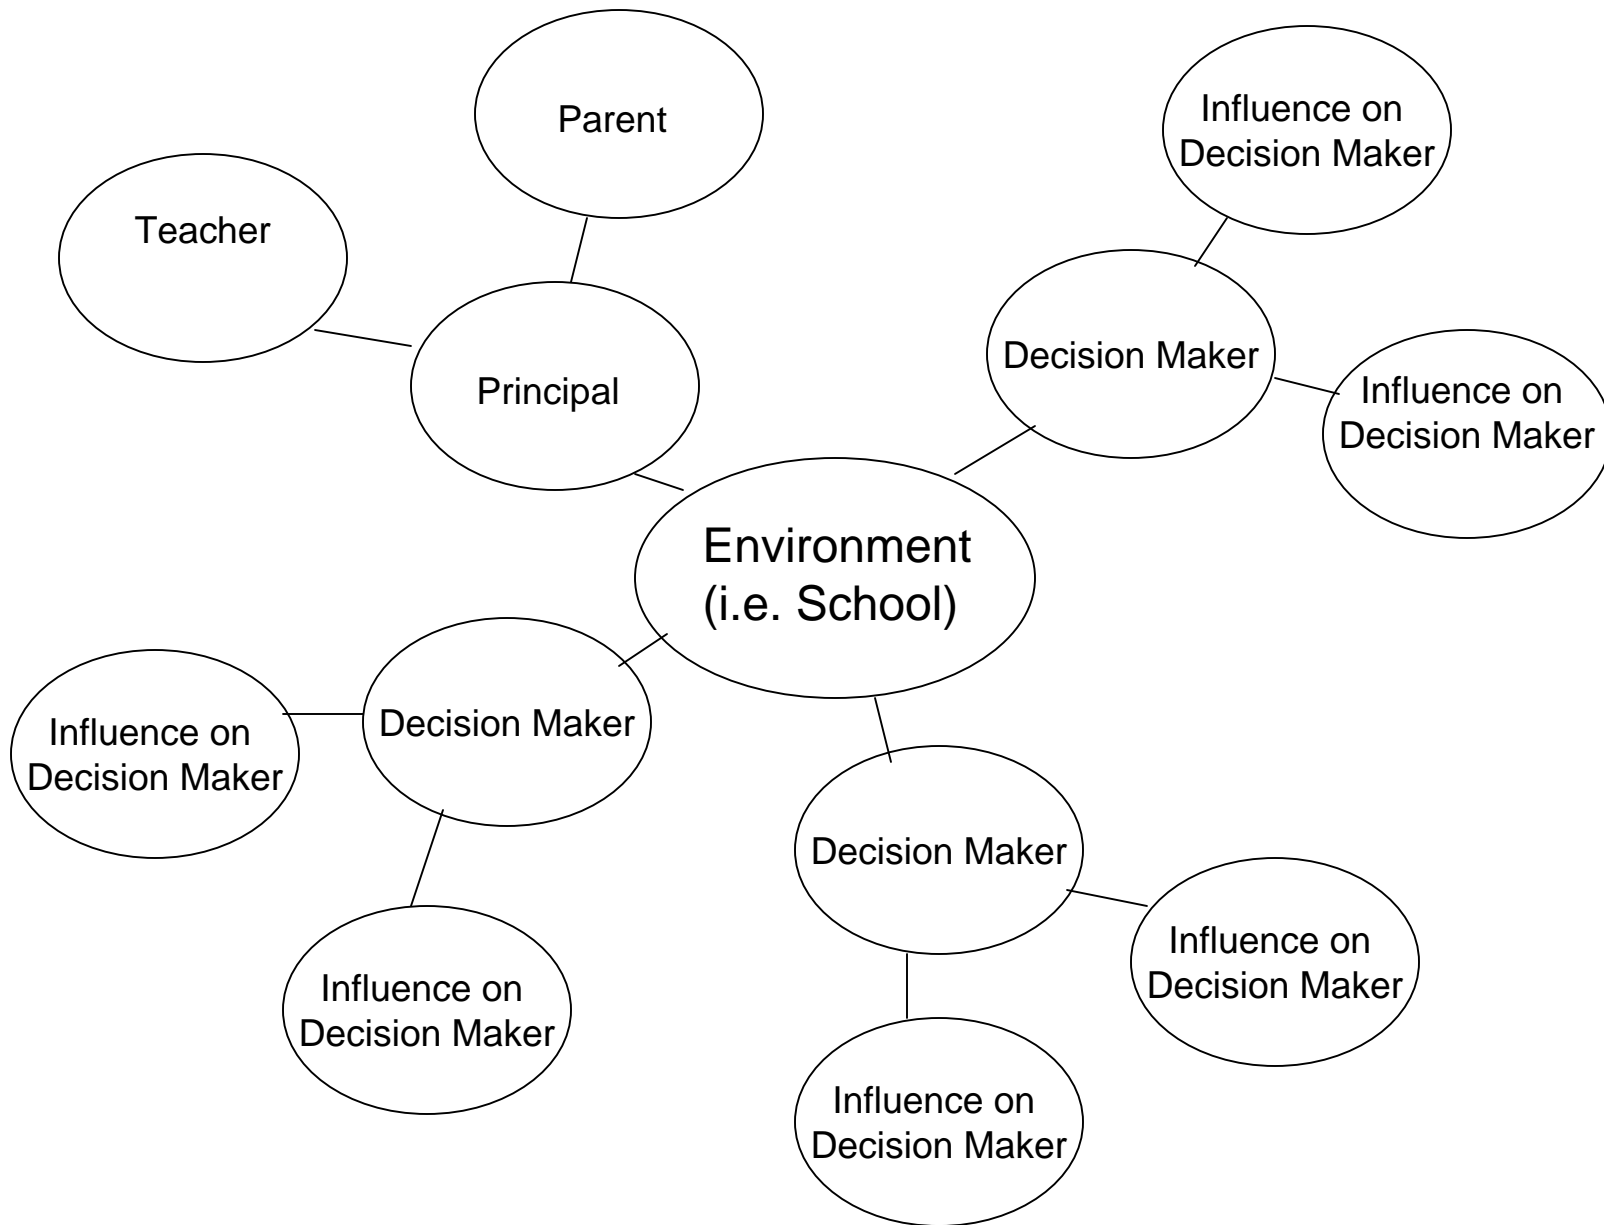 Parent
Influence on
Decision Maker
Teacher
Decision Maker
Principal
Influence on
Decision Maker
Environment
(i.e. School)
Decision Maker
Influence on
Decision Maker
Decision Maker
Influence on
Decision Maker
Influence on
Decision Maker
Influence on
Decision Maker